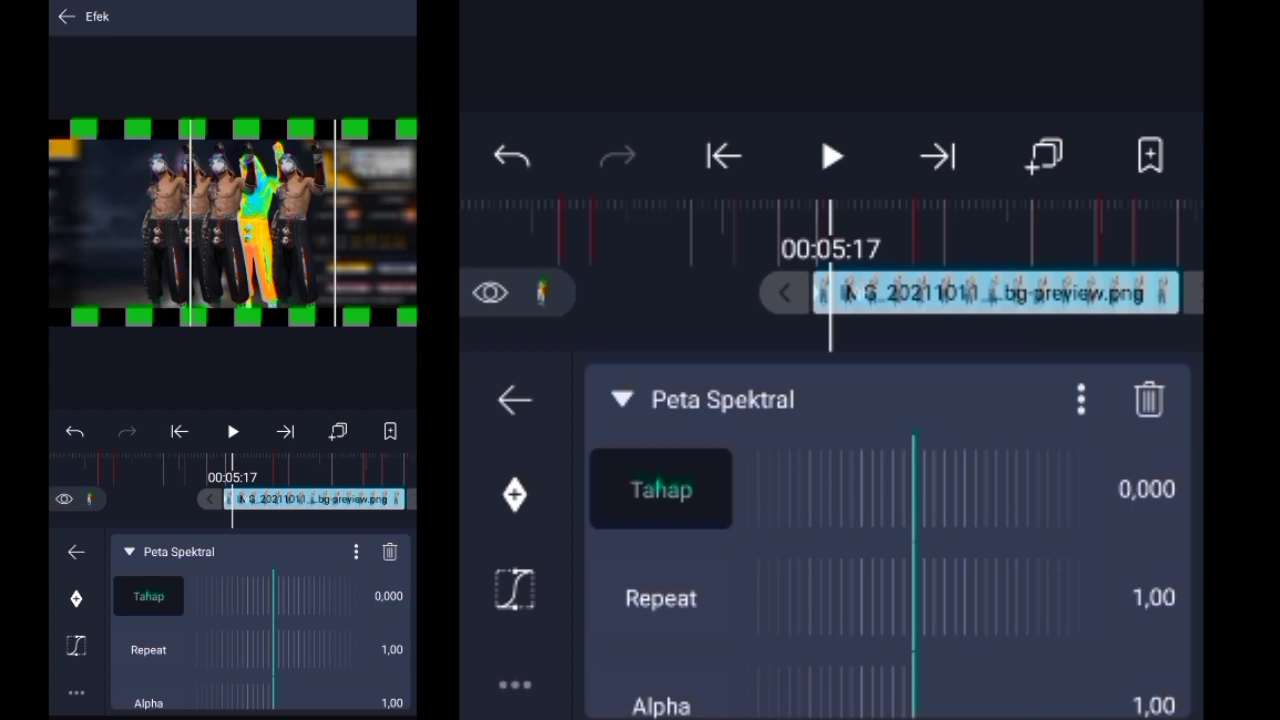 Efek
00:05:17
bg-preview.png
Peta Spektral
Tahap
0,000
Repeat
1,00
Alpha
1,00
00:05:17
bg-preview.png
Peta Spektral
Tahap
0,000
Repeat
1,00
Alpha
1,00